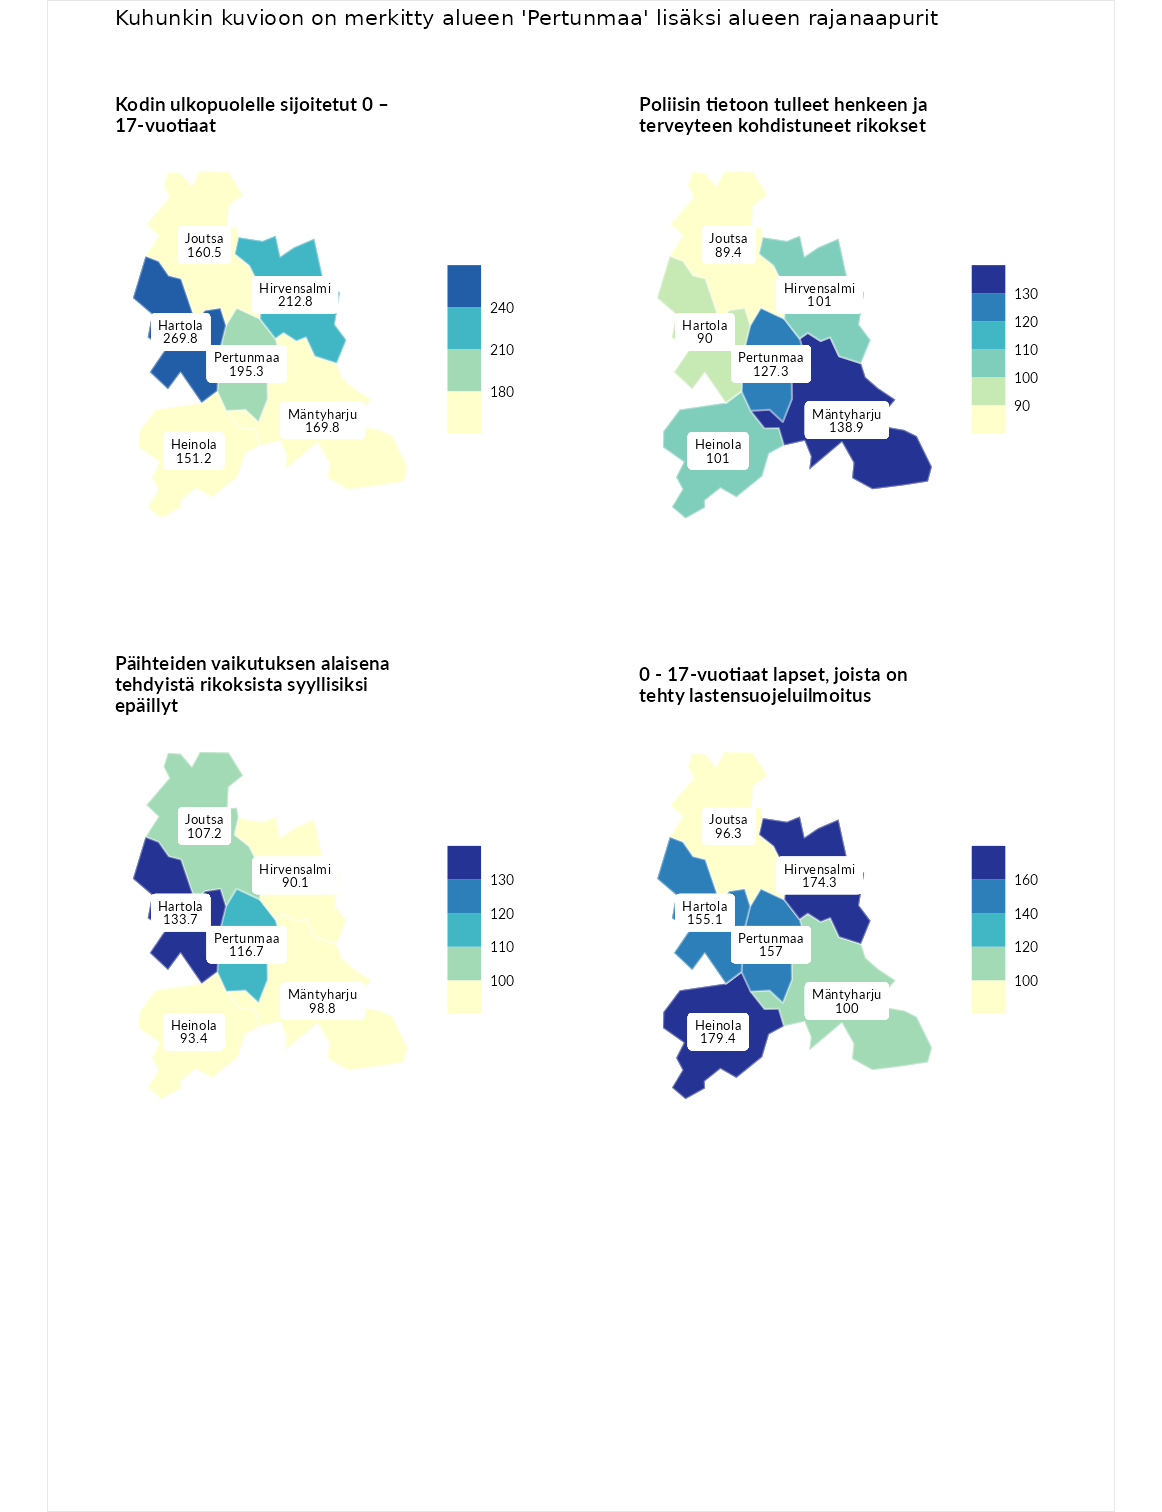 Kuhunkin kuvioon on merkitty alueen 'Pertunmaa' lisäksi alueen rajanaapurit
Kodin ulkopuolelle sijoitetut 0 –
17-vuotiaat
Joutsa
160.5
Hirvensalmi
212.8
Hartola
269.8
Pertunmaa
195.3
Mäntyharju
169.8
Heinola
151.2
240
210
180
Poliisin tietoon tulleet henkeen ja
terveyteen kohdistuneet rikokset
Joutsa
89.4
Hirvensalmi
101
Hartola
90
Pertunmaa
127.3
Mäntyharju
138.9
Heinola
101
130
120
110
100
90
Päihteiden vaikutuksen alaisena
tehdyistä rikoksista syyllisiksi
epäillyt
Joutsa
107.2
Hirvensalmi
90.1
Hartola
133.7
Pertunmaa
116.7
Mäntyharju
98.8
Heinola
93.4
130
120
110
100
0 - 17-vuotiaat lapset, joista on
tehty lastensuojeluilmoitus
Joutsa
96.3
Hirvensalmi
174.3
Hartola
155.1
Pertunmaa
157
Mäntyharju
100
Heinola
179.4
160
140
120
100